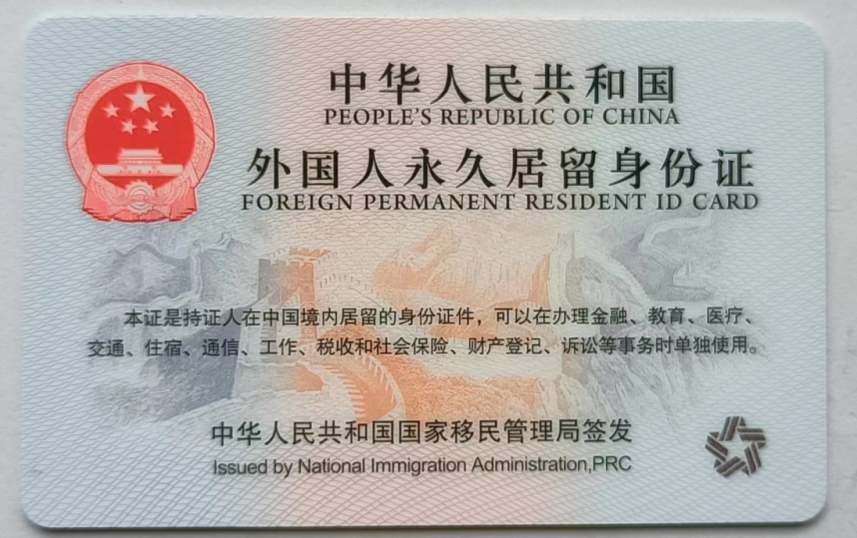 中华人民共和国
PEOPLE'S REPUBLIC OF CHINA
外国人永久居留身份证
FOREIGN PERMANENT RESIDENT ID CARD
本证是持证人在中国境内居留的身份证件，可以在办理金融、教育、医疗、
交通、住宿、通信、工作、税收和社会保险、财产登记、诉讼等事务时单独使用。
中华人民共和国国家移民管理局签发
Issued by National Immigration Administration,PRC